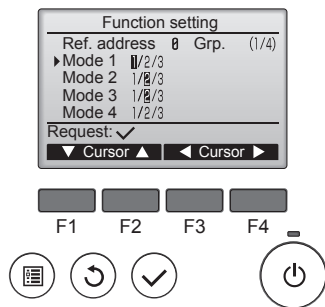 Function setting
Ref. address 0 Grp. (1/4)
Mode 1 1/2/3
Mode 2 1/2/3
Mode 3 1/2/3
Mode 4 1/2/3
Request: ✓
▼ Cursor ▲ ◀ Cursor ▶
F1 F2 F3 F4